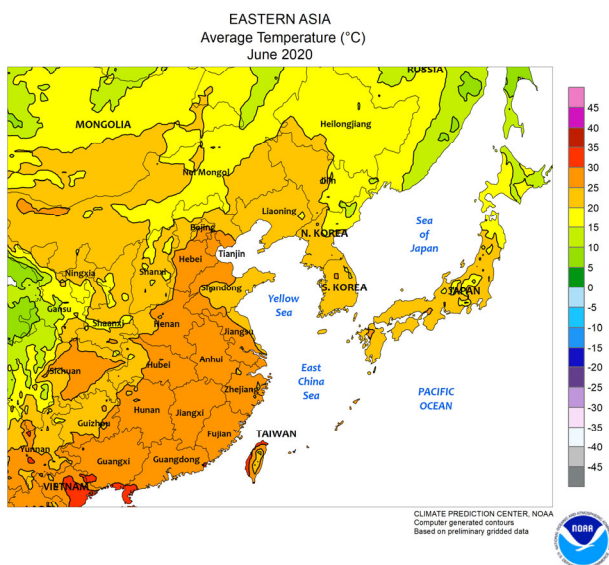 EASTERN ASIA
Average Temperature (°C)
June 2020
RUSSIA
MONGOLIA
Heilongjiang
Nei Mongol
Jilin
Liaoning
Beijing
N. KOREA
Sea
of
Japan
Hebei
Tianjin
Ningxia
Shanxi
Shandong
S. KOREA
JAPAN
Yellow
Sea
Gansu
Shaanxi
Henan
Jiangsu
Anhui
Sichuan
Hubei
East
China
Sea
Zhejiang
PACIFIC
OCEAN
Hunan
Jiangxi
Guizhou
Fujian
TAIWAN
Yunnan
Guangxi
Guangdong
VIETNAM
45
40
35
30
25
20
15
10
5
0
-5
-10
-15
-20
-25
-30
-35
-40
-45
CLIMATE PREDICTION CENTER, NOAA
Computer generated contours
Based on preliminary gridded data
NOAA